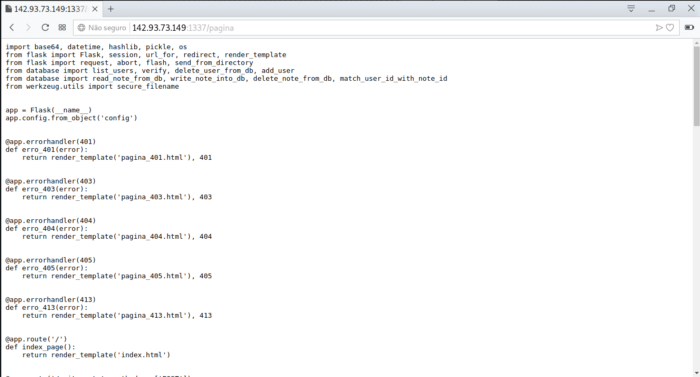 142.93.73.149:1337/
Não seguro
142.93.73.149:1337/pagina
import base64, datetime, hashlib, pickle, os
from flask import Flask, session, url_for, redirect, render_template
from flask import request, abort, flash, send_from_directory
from database import list_users, verify, delete_user_from_db, add_user
from database import read_note_from_db, write_note_into_db, delete_note_from_db, match_user_id_with_note_id
from werkzeug.utils import secure_filename
app = Flask(__name__)
app.config.from_object('config')
@app.errorhandler(401)
def erro_401(error):
    return render_template('pagina_401.html'), 401
@app.errorhandler(403)
def erro_403(error):
    return render_template('pagina_403.html'), 403
@app.errorhandler(404)
def erro_404(error):
    return render_template('pagina_404.html'), 404
@app.errorhandler(405)
def erro_405(error):
    return render_template('pagina_405.html'), 405
@app.errorhandler(413)
def erro_413(error):
    return render_template('pagina_413.html'), 413
@app.route('/')
def index_page():
    return render_template('index.html')